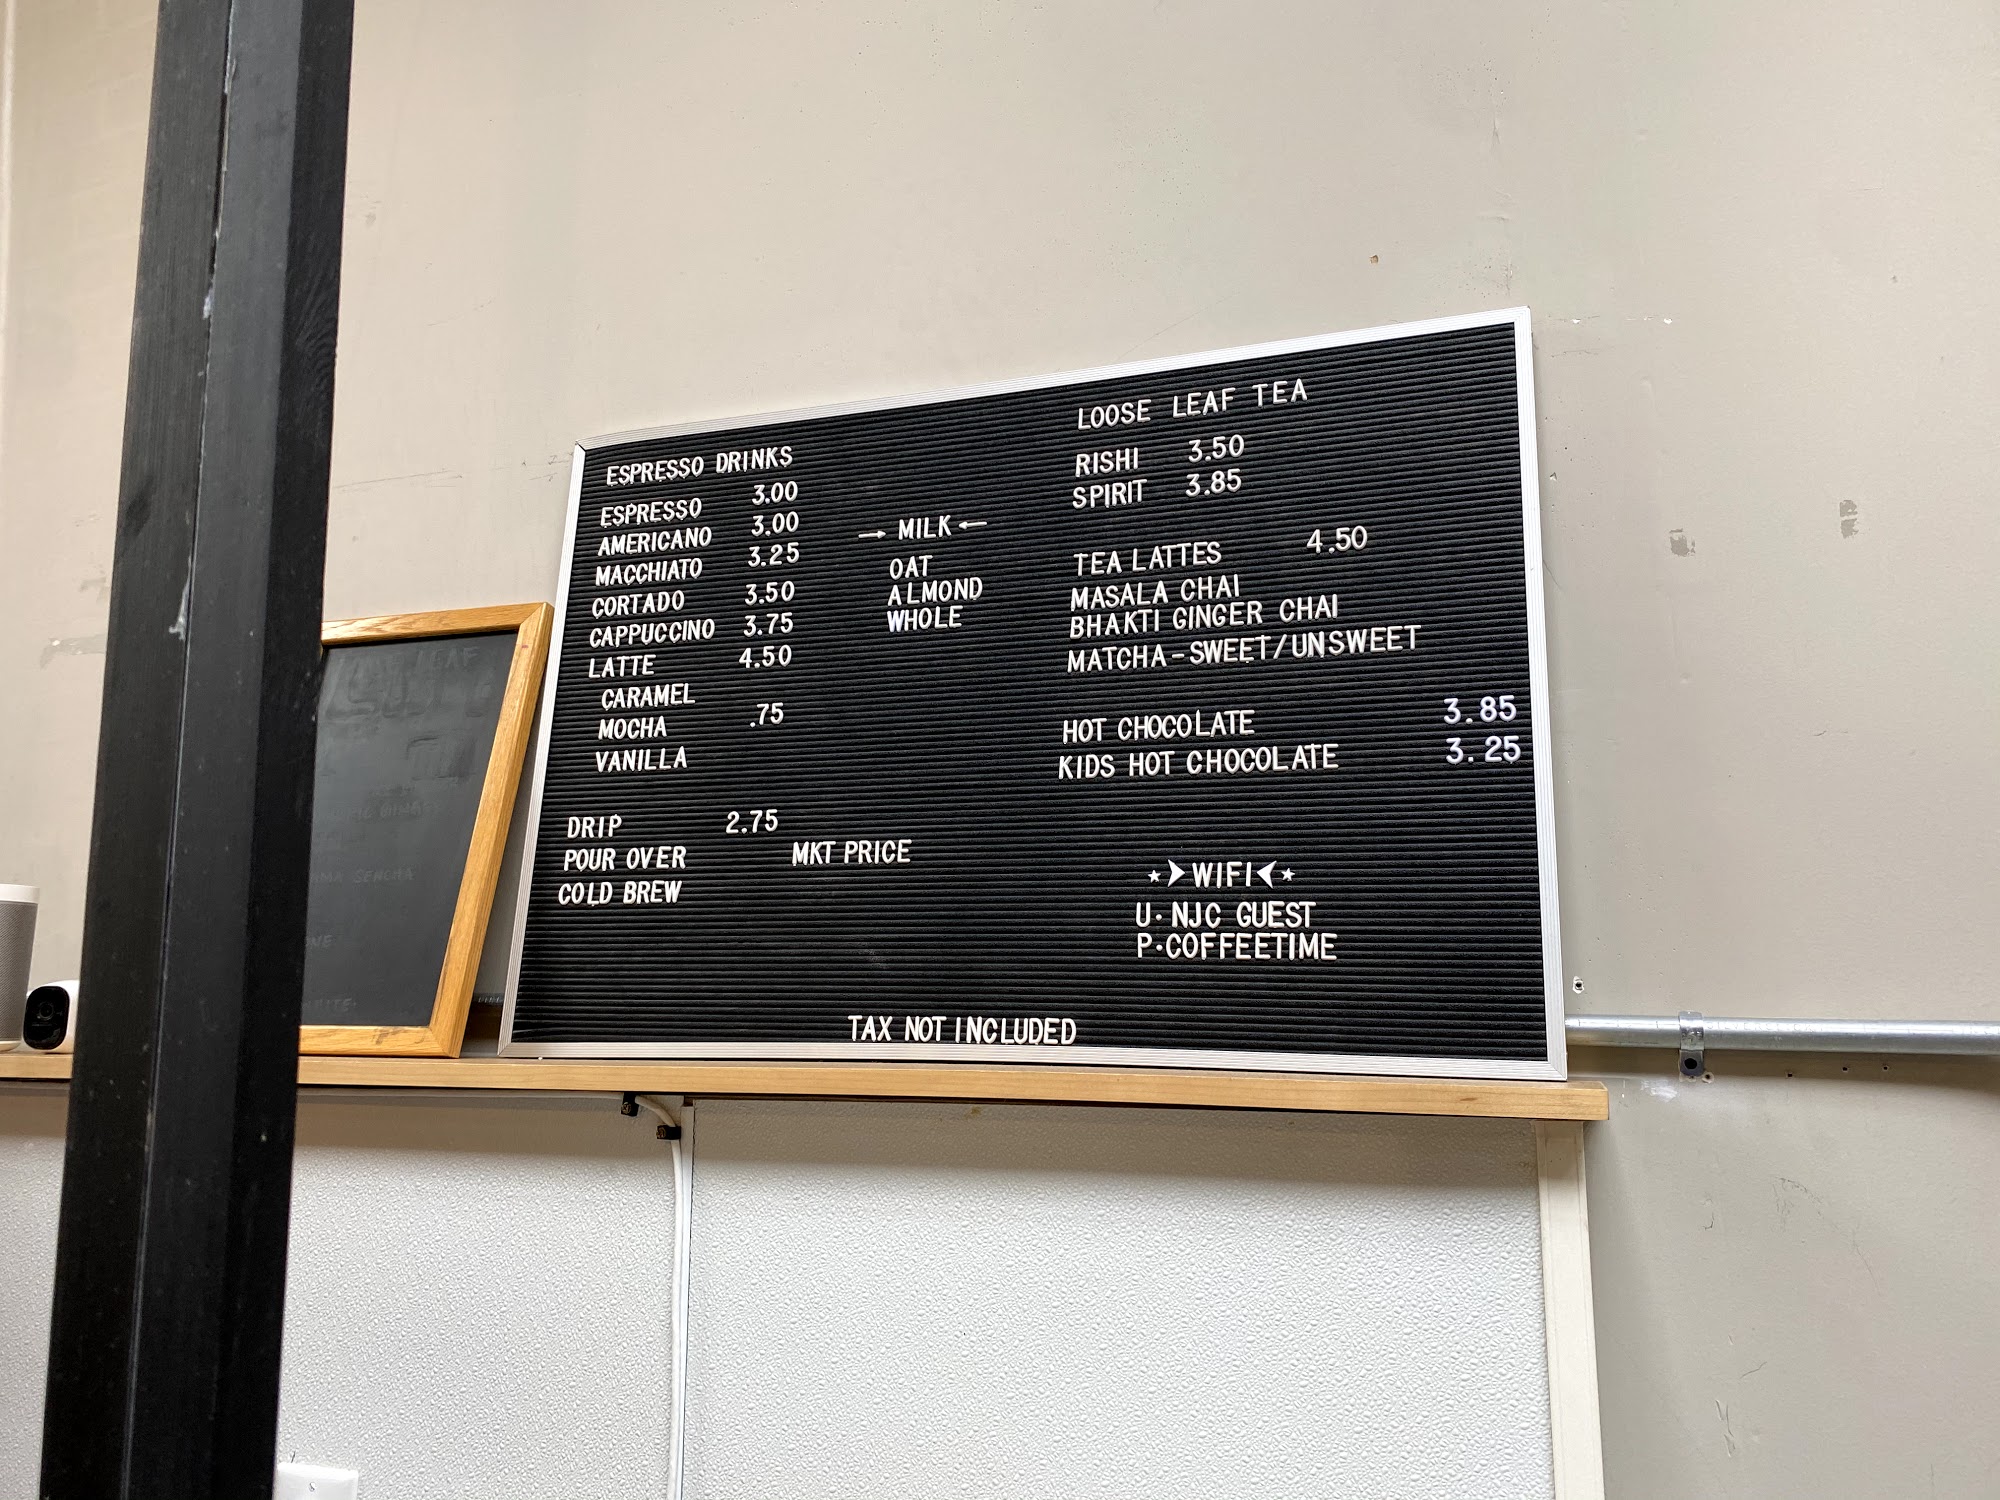 ESPRESSO DRINKS
ESPRESSO 3.00
AMERICANO 3.00
MACCHIATO 3.25
CORTADO 3.50
CAPPUCCINO 3.75
LATTE 4.50
CARAMEL
MOCHA .75
VANILLA
DRIP 2.75
POUR OVER MKT PRICE
COLD BREW
→ MILK ←
OAT
ALMOND
WHOLE
LOOSE LEAF TEA
RISHI 3.50
SPIRIT 3.85
TEA LATTES 4.50
MASALA CHAI
BHAKTI GINGER CHAI
MATCHA-SWEET/UNSWEET
HOT CHOCOLATE 3.85
KIDS HOT CHOCOLATE 3.25
WIFI
U· NJC GUEST
P·COFFEETIME
TAX NOT INCLUDED
LEAF
SENCHA